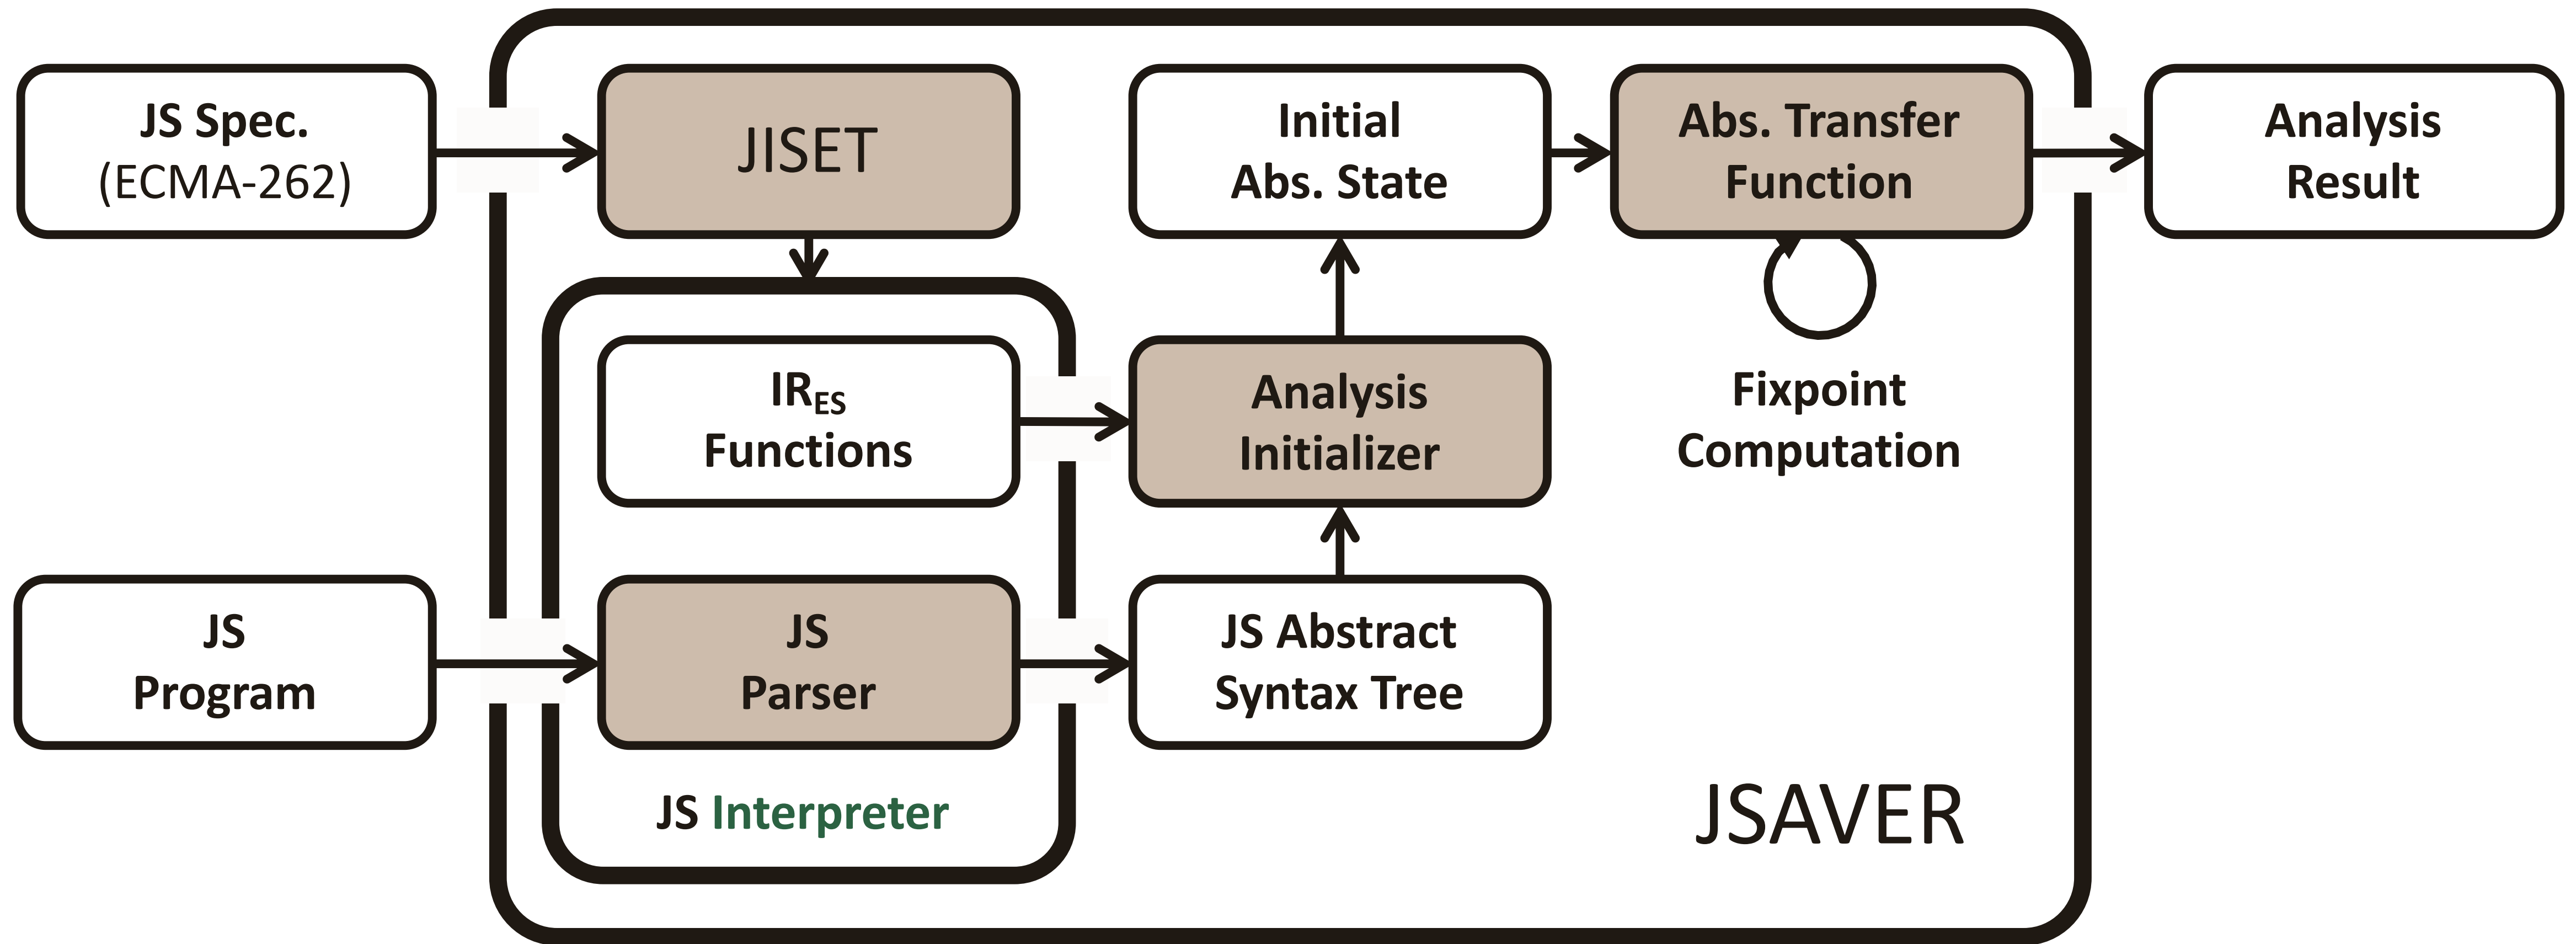 JS Spec.
(ECMA-262)
JISET
Initial
Abs. State
Abs. Transfer
Function
Analysis
Result
IRES
Functions
Analysis
Initializer
Fixpoint
Computation
JS
Program
JS
Parser
JS Abstract
Syntax Tree
JS Interpreter
JSAVER